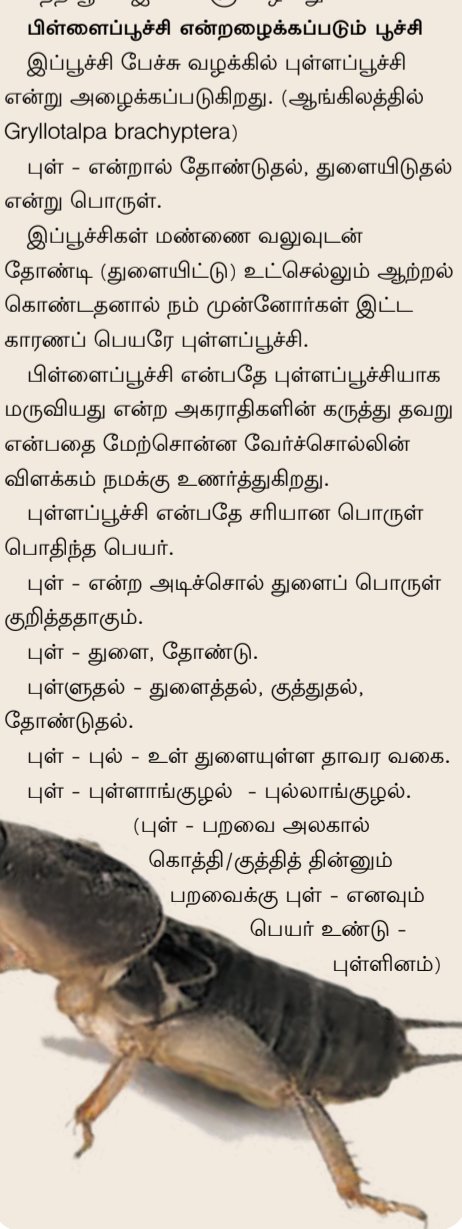 பிள்ளைப்பூச்சி என்றழைக்கப்படும் பூச்சி
இப்பூச்சி பேச்சு வழக்கில் புள்ளப்பூச்சி
என்று அழைக்கப்படுகிறது. (ஆங்கிலத்தில்
Gryllotalpa brachyptera)
புள் - என்றால் தோண்டுதல், துளையிடுதல்
என்று பொருள்.
இப்பூச்சிகள் மண்ணை வலுவுடன்
தோண்டி (துளையிட்டு) உட்செல்லும் ஆற்றல்
கொண்டதனால் நம் முன்னோர்கள் இட்ட
காரணப் பெயரே புள்ளப்பூச்சி.
பிள்ளைப்பூச்சி என்பதே புள்ளப்பூச்சியாக
மருவியது என்ற அகராதிகளின் கருத்து தவறு
என்பதை மேற்சொன்ன வேர்ச்சொல்லின்
விளக்கம் நமக்கு உணர்த்துகிறது.
புள்ளப்பூச்சி என்பதே சரியான பொருள்
பொதிந்த பெயர்.
புள் - என்ற அடிச்சொல் துளைப் பொருள்
குறித்ததாகும்.
புள் - துளை, தோண்டு.
புள்ளுதல் - துளைத்தல், குத்துதல்,
தோண்டுதல்.
புள் - புல் - உள் துளையுள்ள தாவர வகை.
புள் - புள்ளாங்குழல் - புல்லாங்குழல்.
(புள் - பறவை அலகால்
கொத்தி/குத்தித் தின்னும்
பறவைக்கு புள் - எனவும்
பெயர் உண்டு -
புள்ளினம்)